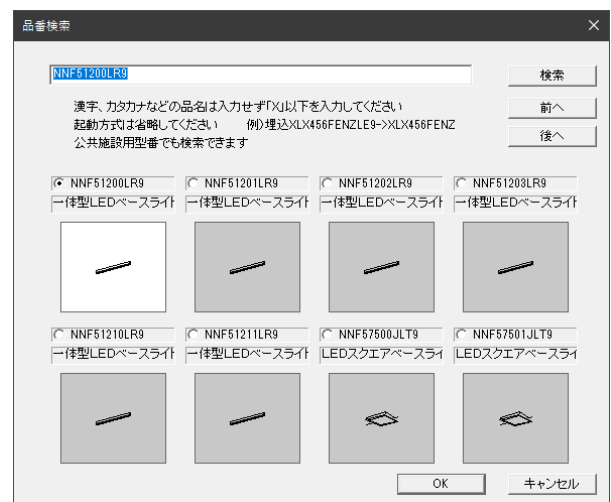 品番検索
NNF51200LR9
検索
漢字、カタカナなどの品名は入力せず「X」以下を入力してください
前へ
起動方式は省略してください 例)埋込XLX456FENZLE9->XLX456FENZ
後へ
公共施設用型番でも検索できます
NNF51200LR9 NNF51201LR9 NNF51202LR9 NNF51203LR9
一体型LEDベースライト 一体型LEDベースライト 一体型LEDベースライト 一体型LEDベースライト
NNF51210LR9 NNF51211LR9 NNF57500JLT9 NNF57501JLT9
一体型LEDベースライト 一体型LEDベースライト LEDスクエアベースライ LEDスクエアベースライ
OK キャンセル